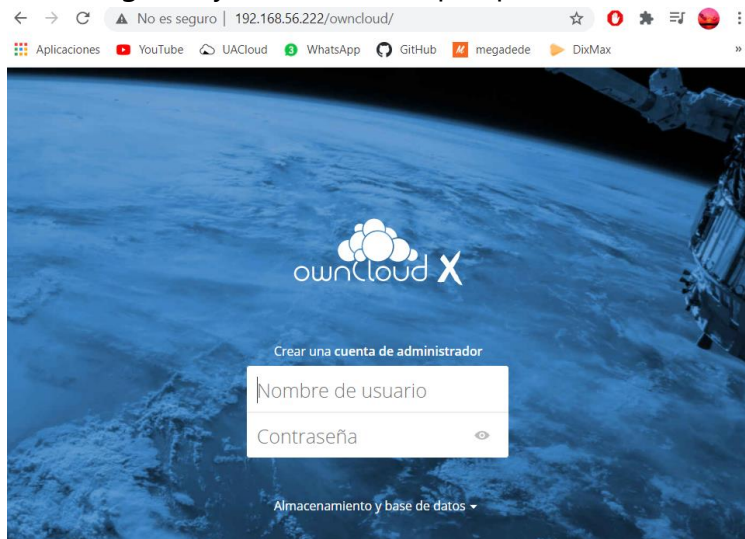 No es seguro | 192.168.56.222/owncloud/
Aplicaciones YouTube UACloud 3 WhatsApp GitHub megadede DixMax »
ownCloud X
Crear una cuenta de administrador
Nombre de usuario
Contraseña
Almacenamiento y base de datos